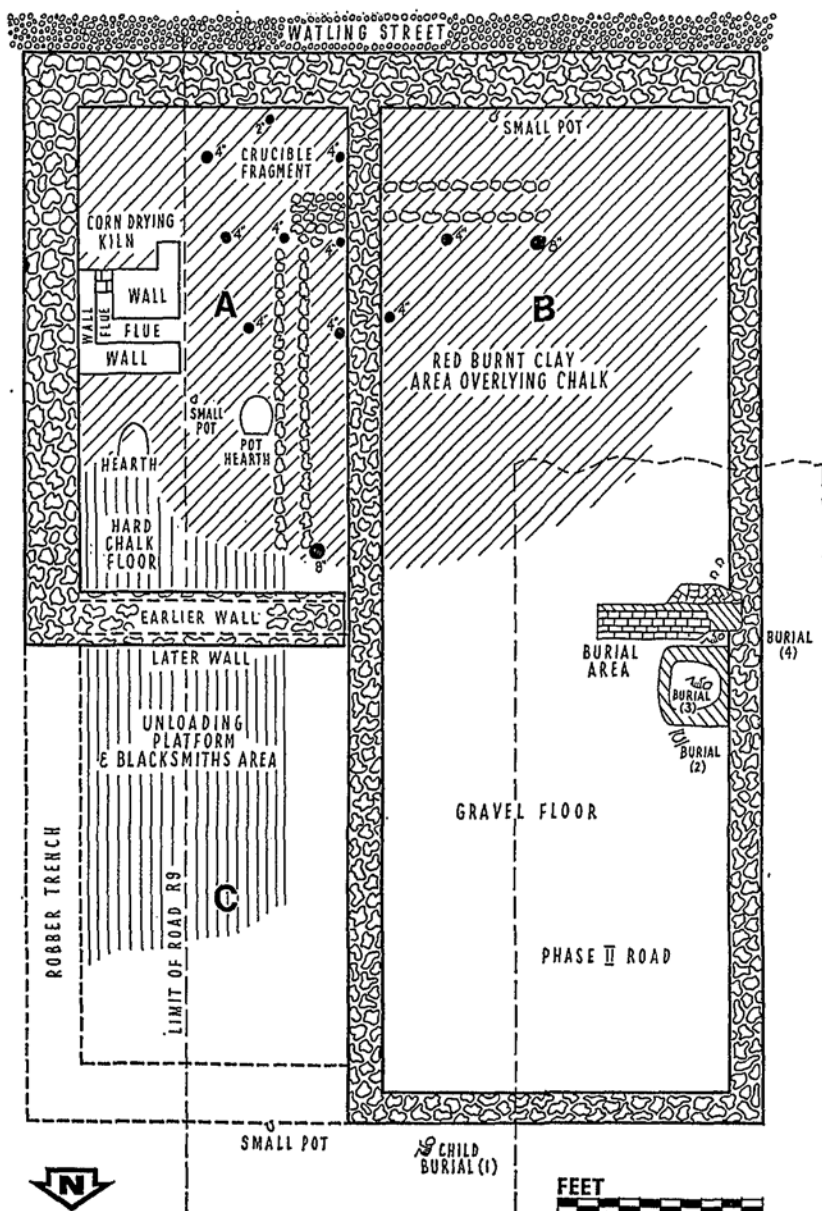 WATLING STREET
SMALL POT
2"
4"
4"
CRUCIBLE
FRAGMENT
CORN DRYING
KILN
4"
4"
4"
4"
8"
WALL
WALL
FLUE
FLUE
WALL
A
4"
4"
4"
B
RED BURNT CLAY
AREA OVERLYING CHALK
SMALL
POT
POT
HEARTH
HEARTH
HARD
CHALK
FLOOR
8"
EARLIER WALL
LATER WALL
BURIAL
AREA
BURIAL
(4)
BURIAL
(3)
BURIAL
(2)
UNLOADING
PLATFORM
& BLACKSMITHS AREA
GRAVEL FLOOR
C
ROBBER TRENCH
LIMIT OF ROAD R9
PHASE II ROAD
SMALL POT
CHILD
BURIAL (1)
N
FEET